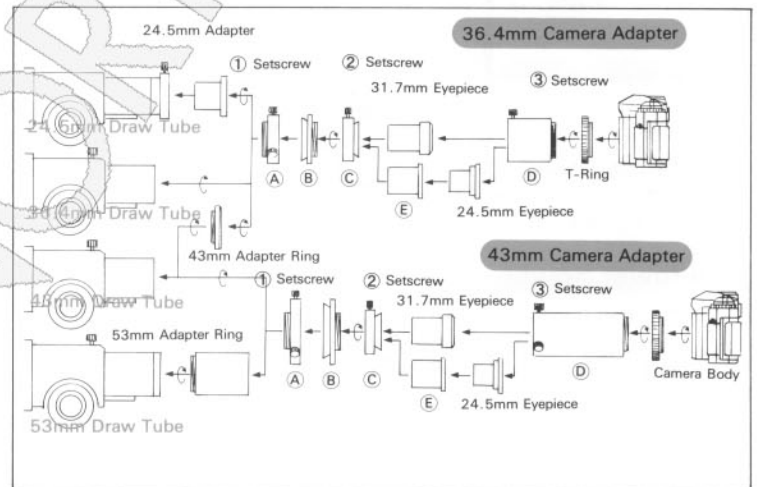 36.4mm Camera Adapter
24.5mm Adapter
① Setscrew
② Setscrew
31.7mm Eyepiece
③ Setscrew
24.5mm Draw Tube
Ⓐ
Ⓑ
Ⓒ
Ⓓ
T-Ring
Ⓔ
24.5mm Eyepiece
36.4mm Draw Tube
43mm Adapter Ring
43mm Camera Adapter
① Setscrew
② Setscrew
31.7mm Eyepiece
③ Setscrew
Draw Tube
53mm Adapter Ring
Ⓐ
Ⓑ
Ⓒ
Ⓓ
Camera Body
Ⓔ
24.5mm Eyepiece
53mm Draw Tube